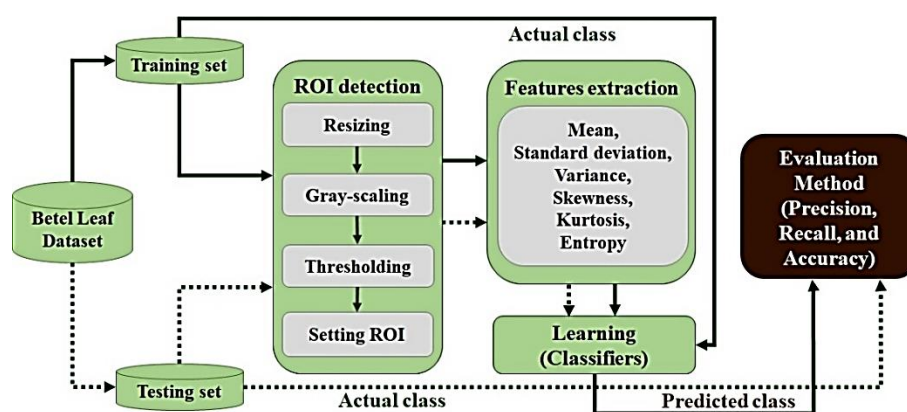 Actual class
Training set
Betel Leaf
Dataset
Testing set
ROI detection
Resizing
Gray-scaling
Thresholding
Setting ROI
Features extraction
Mean,
Standard deviation,
Variance,
Skewness,
Kurtosis,
Entropy
Learning
(Classifiers)
Evaluation
Method
(Precision,
Recall, and
Accuracy)
Actual class
Predicted class